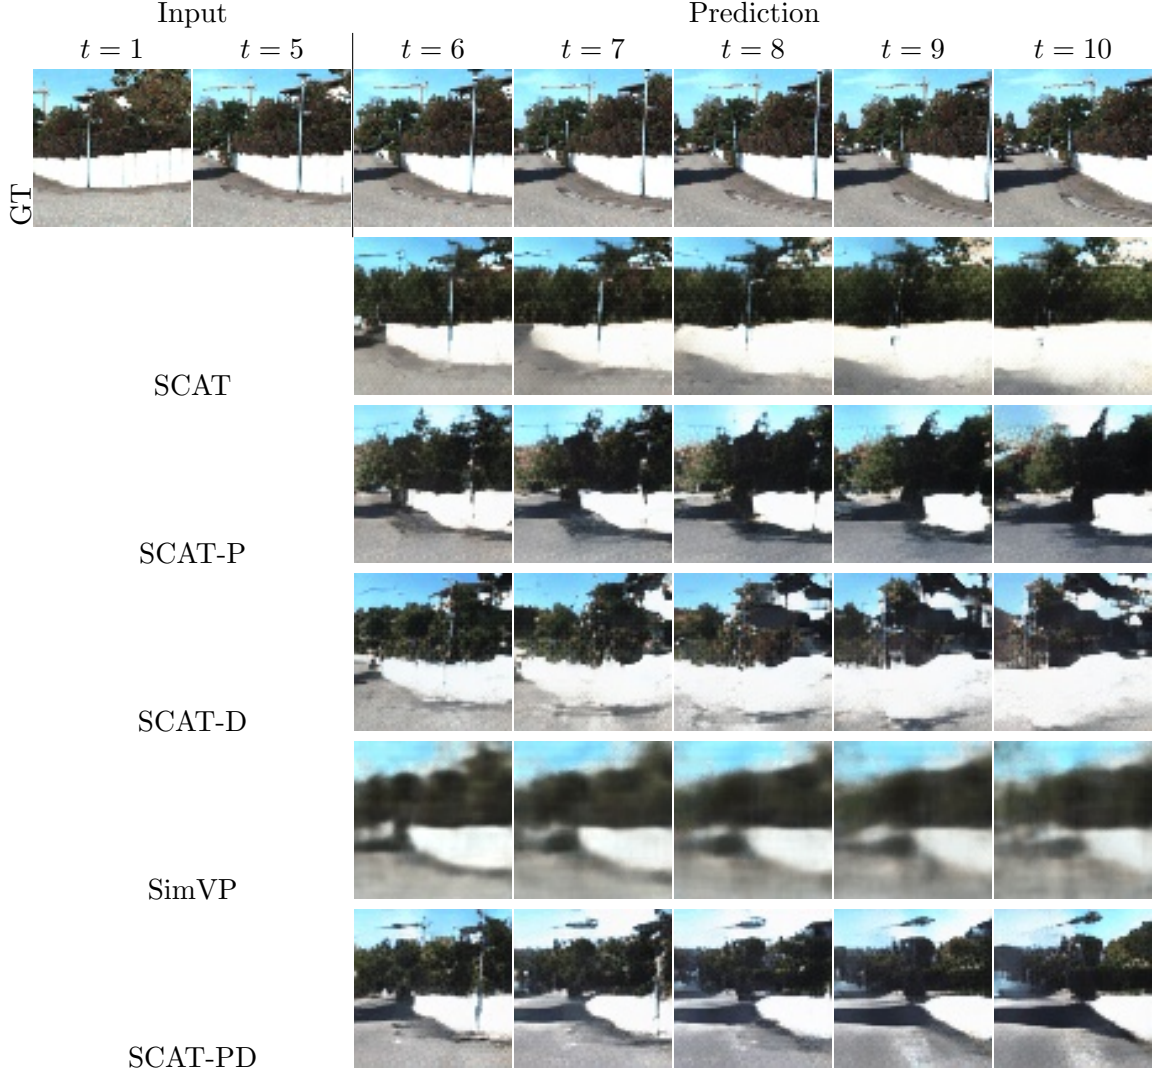 Input Prediction
t = 1 t = 5 t = 6 t = 7 t = 8 t = 9 t = 10
GT
SCAT
SCAT-P
SCAT-D
SimVP
SCAT-PD